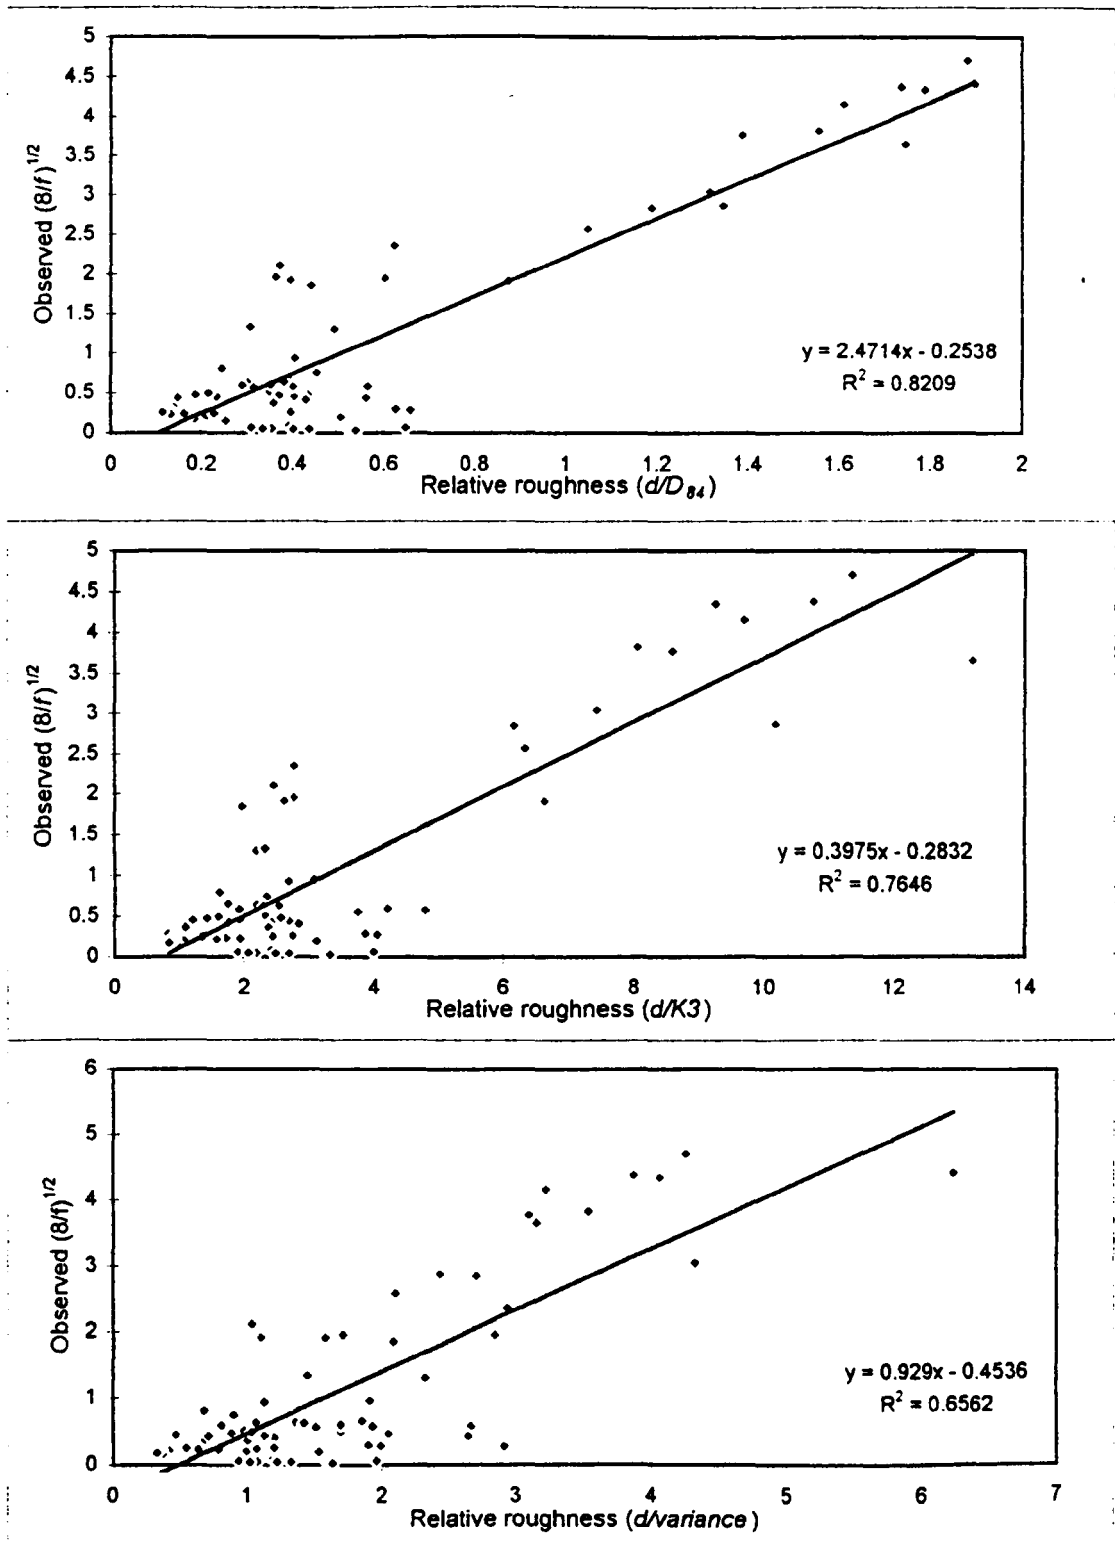 5
4.5
4
3.5
3
2.5
2
1.5
1
0.5
0
Observed (8/f)^1/2
y = 2.4714x - 0.2538
R² = 0.8209
0 0.2 0.4 0.6 0.8 1 1.2 1.4 1.6 1.8 2
Relative roughness (d/D84)
5
4.5
4
3.5
3
2.5
2
1.5
1
0.5
0
Observed (8/f)^1/2
y = 0.3975x - 0.2832
R² = 0.7646
0 2 4 6 8 10 12 14
Relative roughness (d/K3)
6
5
4
3
2
1
0
Observed (8/f)^1/2
y = 0.929x - 0.4536
R² = 0.6562
0 1 2 3 4 5 6 7
Relative roughness (d/variance)